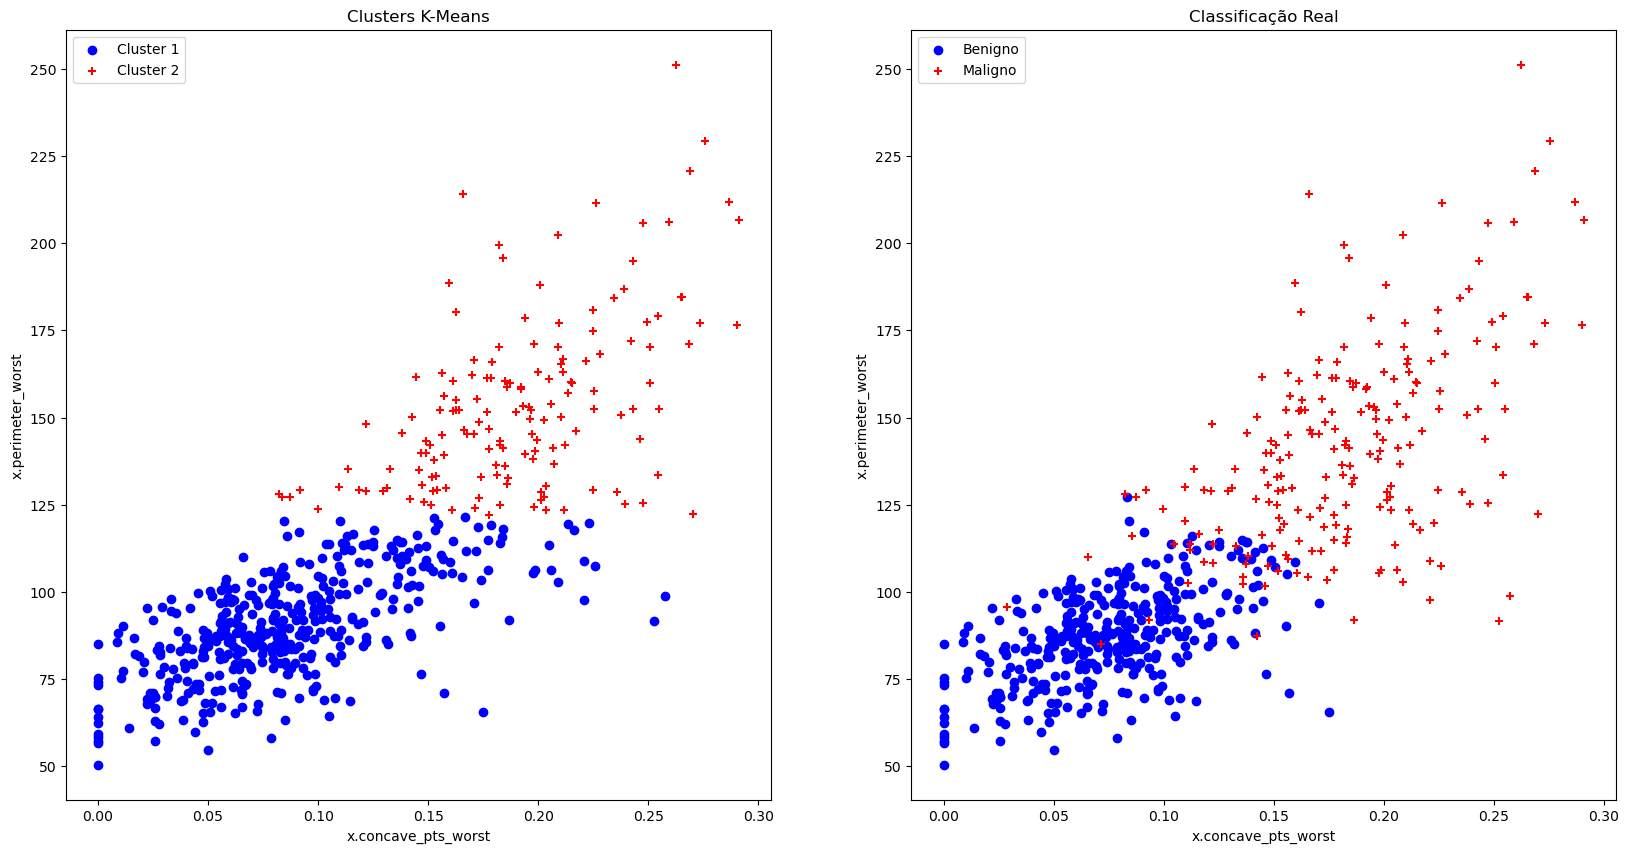 Clusters K-Means
Cluster 1
Cluster 2
250
225
200
175
150
125
100
75
50
x.perimeter_worst
0.00 0.05 0.10 0.15 0.20 0.25 0.30
x.concave_pts_worst
Classificação Real
Benigno
Maligno
250
225
200
175
150
125
100
75
50
x.perimeter_worst
0.00 0.05 0.10 0.15 0.20 0.25 0.30
x.concave_pts_worst